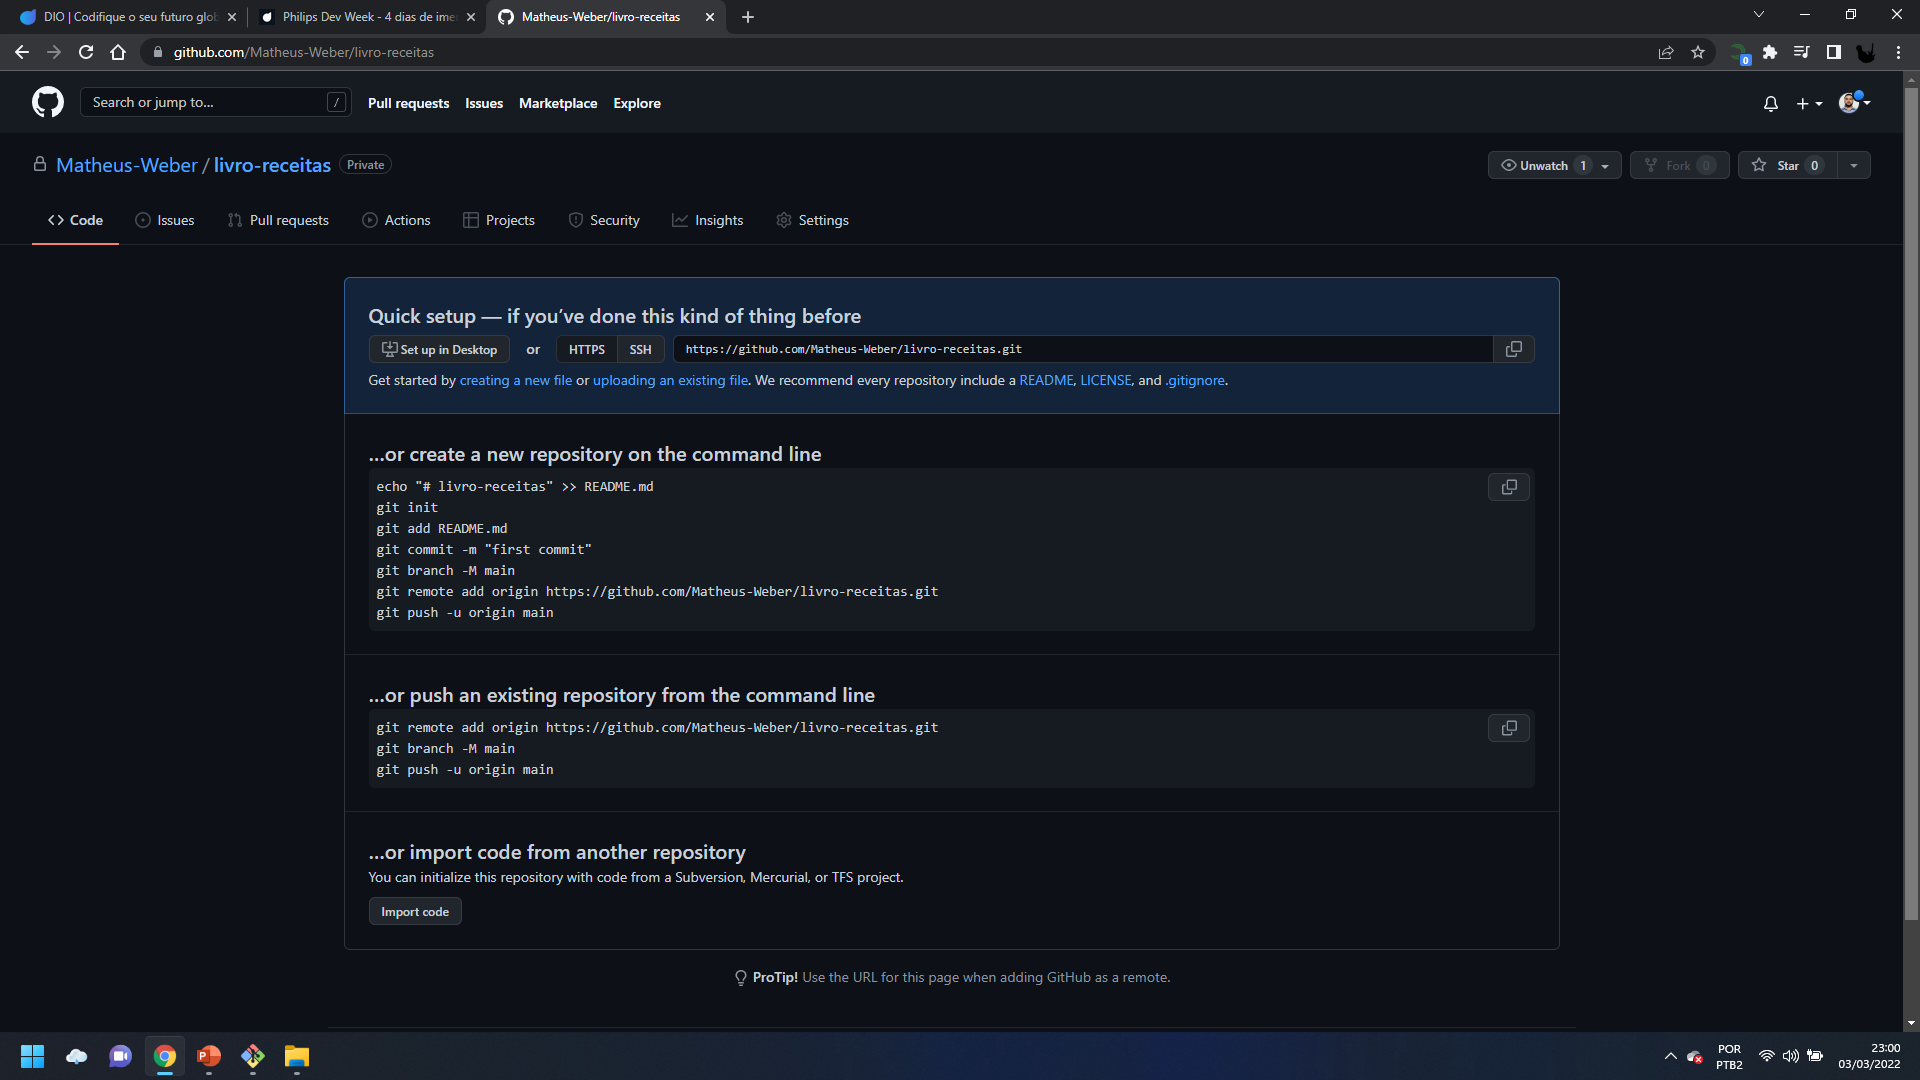 DIO | Codifique o seu futuro glob
Philips Dev Week - 4 dias de imer
Matheus-Weber/livro-receitas
github.com/Matheus-Weber/livro-receitas
0
Search or jump to...
/
Pull requests
Issues
Marketplace
Explore
Matheus-Weber / livro-receitas
Private
Unwatch 1
Fork 0
Star 0
Code
Issues
Pull requests
Actions
Projects
Security
Insights
Settings
Quick setup — if you’ve done this kind of thing before
Set up in Desktop
or
HTTPS
SSH
https://github.com/Matheus-Weber/livro-receitas.git
Get started by creating a new file or uploading an existing file. We recommend every repository include a README, LICENSE, and .gitignore.
…or create a new repository on the command line
echo "# livro-receitas" >> README.md
git init
git add README.md
git commit -m "first commit"
git branch -M main
git remote add origin https://github.com/Matheus-Weber/livro-receitas.git
git push -u origin main
…or push an existing repository from the command line
git remote add origin https://github.com/Matheus-Weber/livro-receitas.git
git branch -M main
git push -u origin main
…or import code from another repository
You can initialize this repository with code from a Subversion, Mercurial, or TFS project.
Import code
ProTip! Use the URL for this page when adding GitHub as a remote.
P
POR
PTB2
23:00
03/03/2022